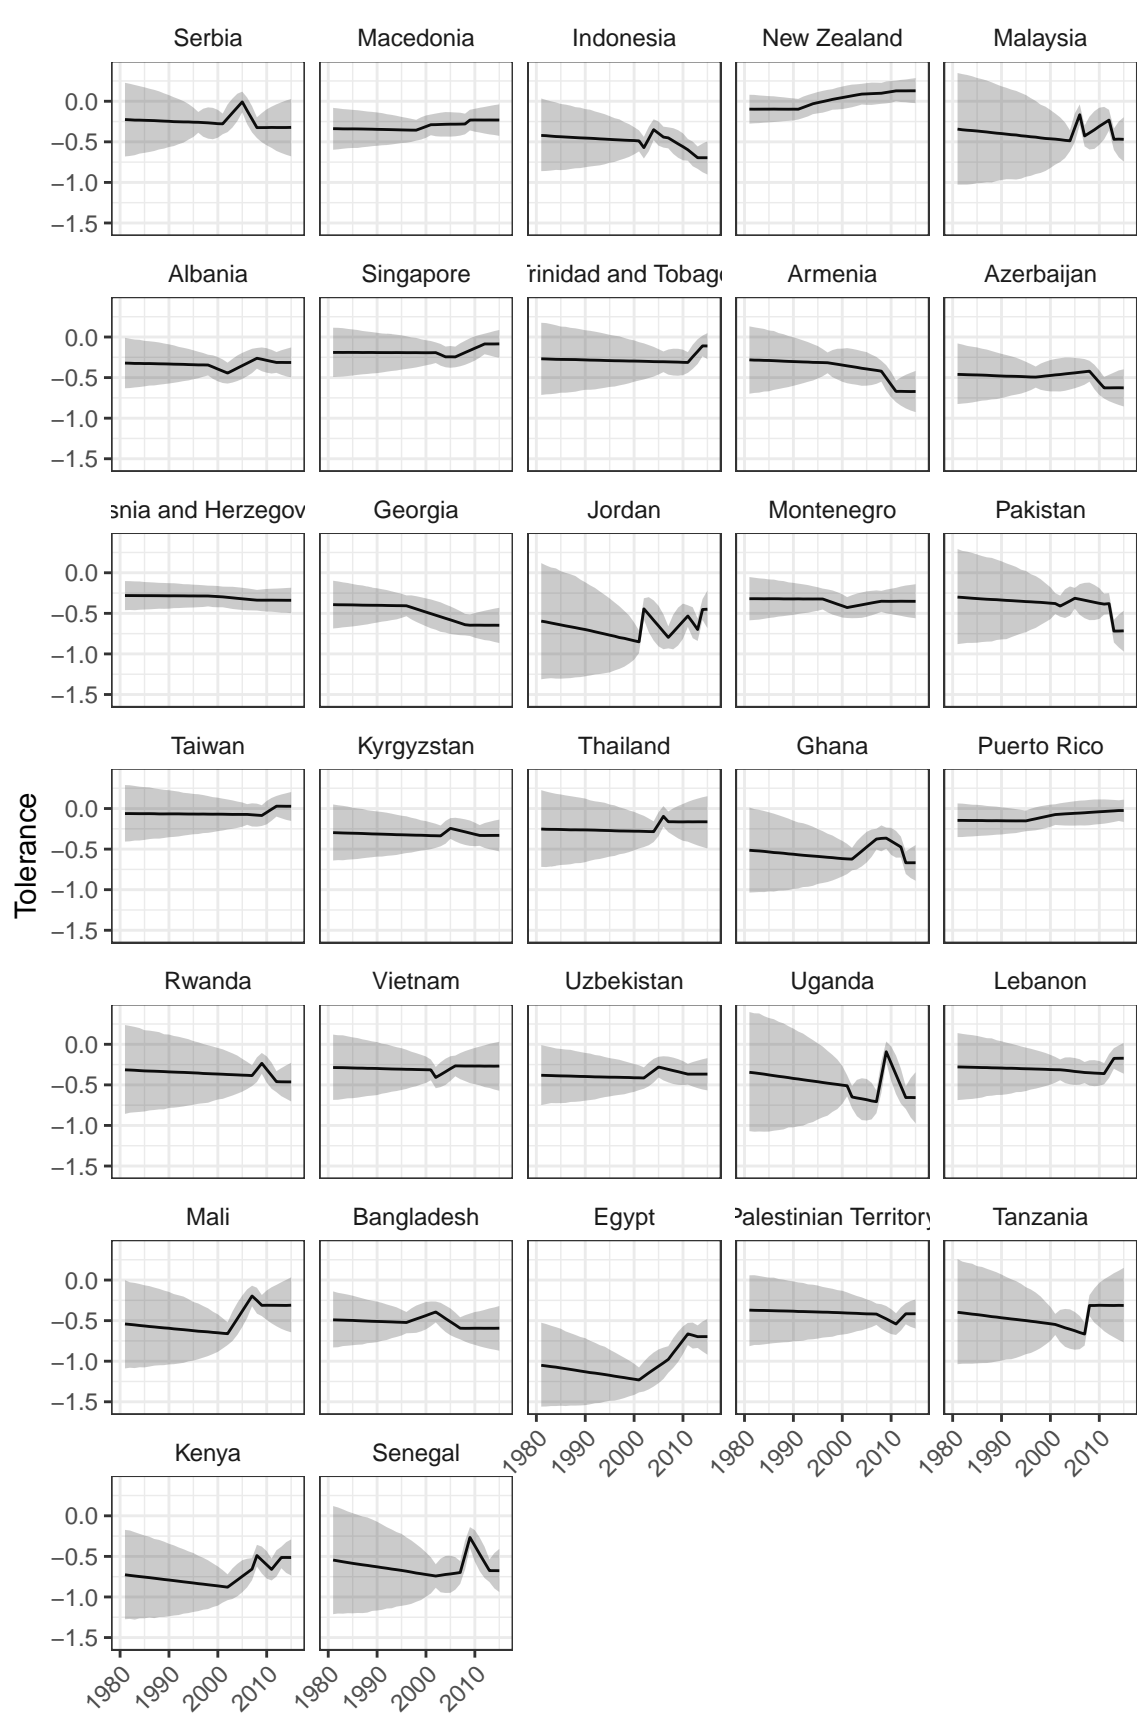 Serbia Macedonia Indonesia New Zealand Malaysia
0.0
−0.5
−1.0
−1.5
Albania Singapore Trinidad and Tobago Armenia Azerbaijan
0.0
−0.5
−1.0
−1.5
snia and Herzegov Georgia Jordan Montenegro Pakistan
0.0
−0.5
−1.0
−1.5
Taiwan Kyrgyzstan Thailand Ghana Puerto Rico
0.0
−0.5
−1.0
−1.5
Tolerance
Rwanda Vietnam Uzbekistan Uganda Lebanon
0.0
−0.5
−1.0
−1.5
Mali Bangladesh Egypt Palestinian Territory Tanzania
0.0
−0.5
−1.0
−1.5
1980 1990 2000 2010 1980 1990 2000 2010 1980 1990 2000 2010
Kenya Senegal
0.0
−0.5
−1.0
−1.5
1980 1990 2000 2010 1980 1990 2000 2010